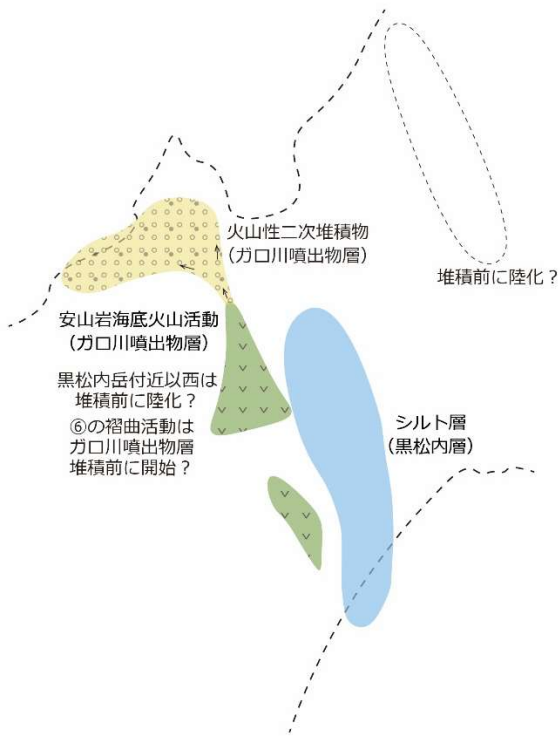 火山性二次堆積物
(ガロ川噴出物層)
堆積前に陸化?
安山岩海底火山活動
(ガロ川噴出物層)
黒松内岳付近以西は
堆積前に陸化?
⑥の褶曲活動は
ガロ川噴出物層
堆積前に開始?
シルト層
(黒松内層)